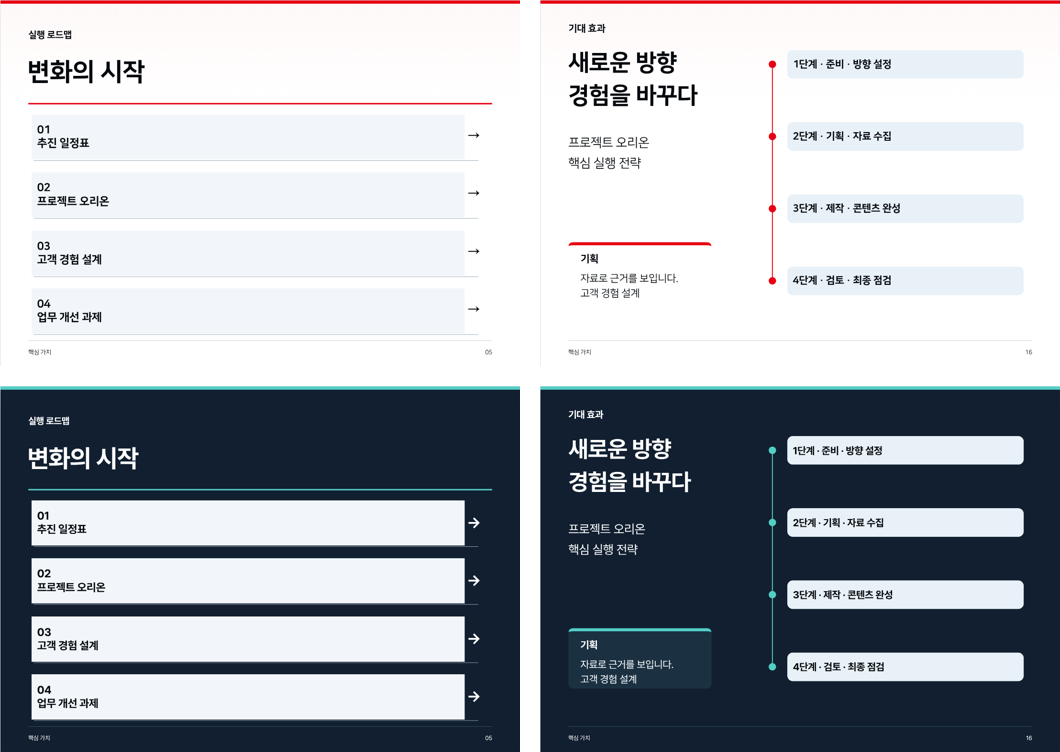 실행 로드맵
변화의 시작
01
추진 일정표
→
02
프로젝트 오리온
→
03
고객 경험 설계
→
04
업무 개선 과제
→
핵심 가치
05
기대 효과
새로운 방향
경험을 바꾸다
프로젝트 오리온
핵심 실행 전략
기획
자료로 근거를 보입니다.
고객 경험 설계
1단계 · 준비 · 방향 설정
2단계 · 기획 · 자료 수집
3단계 · 제작 · 콘텐츠 완성
4단계 · 검토 · 최종 점검
핵심 가치
16
실행 로드맵
변화의 시작
01
추진 일정표
→
02
프로젝트 오리온
→
03
고객 경험 설계
→
04
업무 개선 과제
→
핵심 가치
05
기대 효과
새로운 방향
경험을 바꾸다
프로젝트 오리온
핵심 실행 전략
기획
자료로 근거를 보입니다.
고객 경험 설계
1단계 · 준비 · 방향 설정
2단계 · 기획 · 자료 수집
3단계 · 제작 · 콘텐츠 완성
4단계 · 검토 · 최종 점검
핵심 가치
16